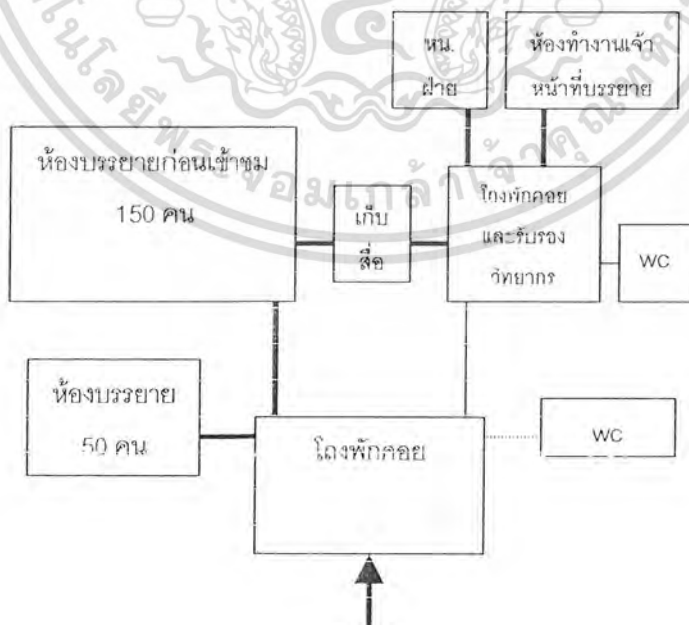 หน.
ฝ่าย
ห้องทำงานเจ้า
หน้าที่บรรยาย
ห้องบรรยายก่อนเข้าชม
150 คน
เก็บ
สื่อ
โถงพักคอย
และรับรอง
วิทยากร
WC
ห้องบรรยาย
50 คน
โถงพักคอย
WC